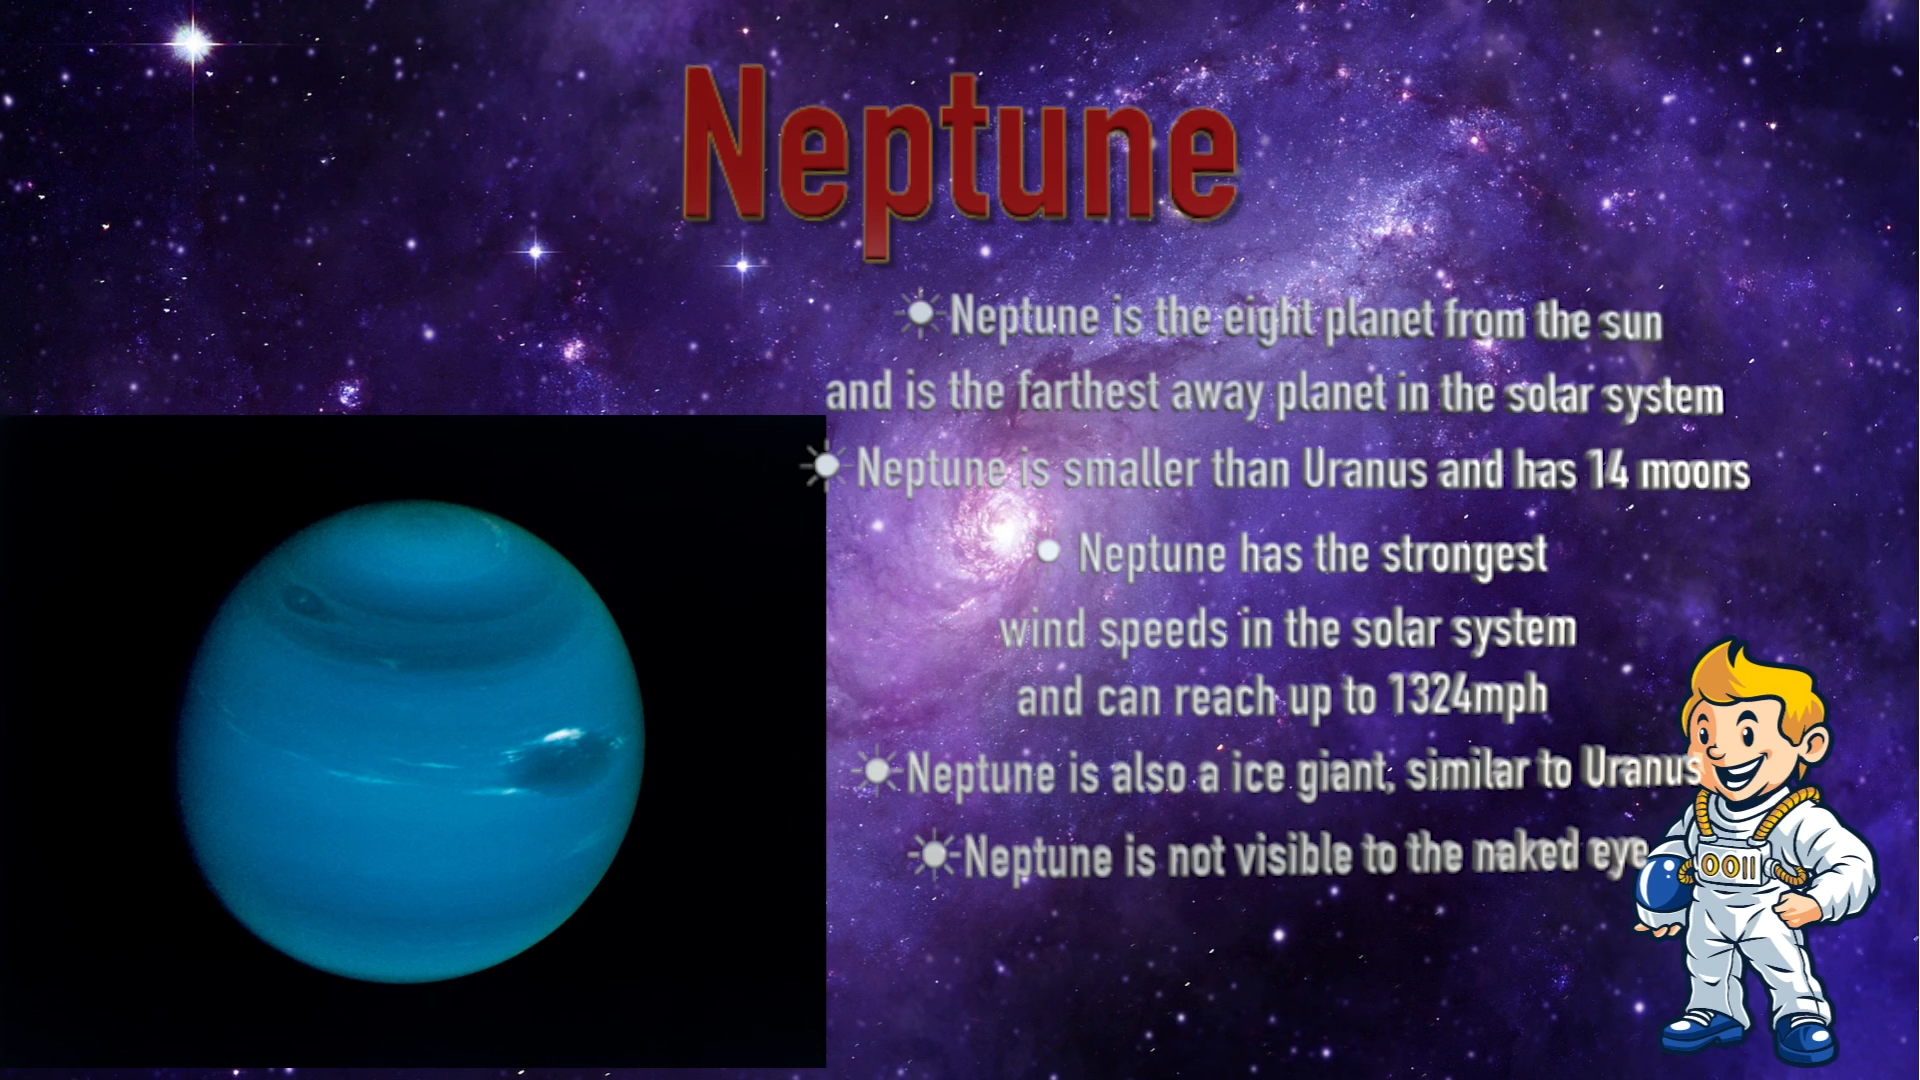 Neptune
Neptune is the eight planet from the sun
and is the farthest away planet in the solar system
Neptune is smaller than Uranus and has 14 moons
• Neptune has the strongest
wind speeds in the solar system
and can reach up to 1324mph
Neptune is also a ice giant, similar to Uranus
Neptune is not visible to the naked eye
0011